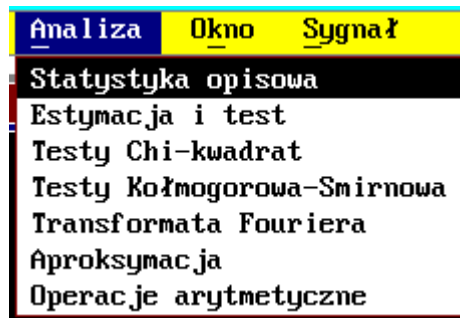 Analiza Okno Sygnał
Statystyka opisowa
Estymacja i test
Testy Chi-kwadrat
Testy Kołmogorowa-Smirnowa
Transformata Fouriera
Aproksymacja
Operacje arytmetyczne